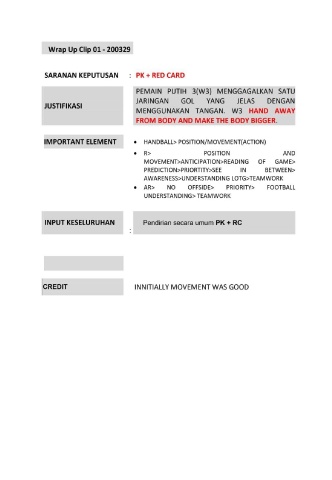 Wrap Up Clip 01 - 200329
SARANAN KEPUTUSAN : PK + RED CARD
JUSTIFIKASI
PEMAIN PUTIH 3(W3) MENGGAGALKAN SATU
JARINGAN GOL YANG JELAS DENGAN
MENGGUNAKAN TANGAN. W3 HAND AWAY
FROM BODY AND MAKE THE BODY BIGGER.
IMPORTANT ELEMENT
• HANDBALL> POSITION/MOVEMENT(ACTION)
• R> POSITION AND
MOVEMENT>ANTICIPATION>READING OF GAME>
PREDICTION>PRIORTITY>SEE IN BETWEEN>
AWARENESS>UNDERSTANDING LOTG>TEAMWORK
• AR> NO OFFSIDE> PRIORITY> FOOTBALL
UNDERSTANDING> TEAMWORK
INPUT KESELURUHAN : Pendirian secara umum PK + RC
CREDIT INNITIALLY MOVEMENT WAS GOOD